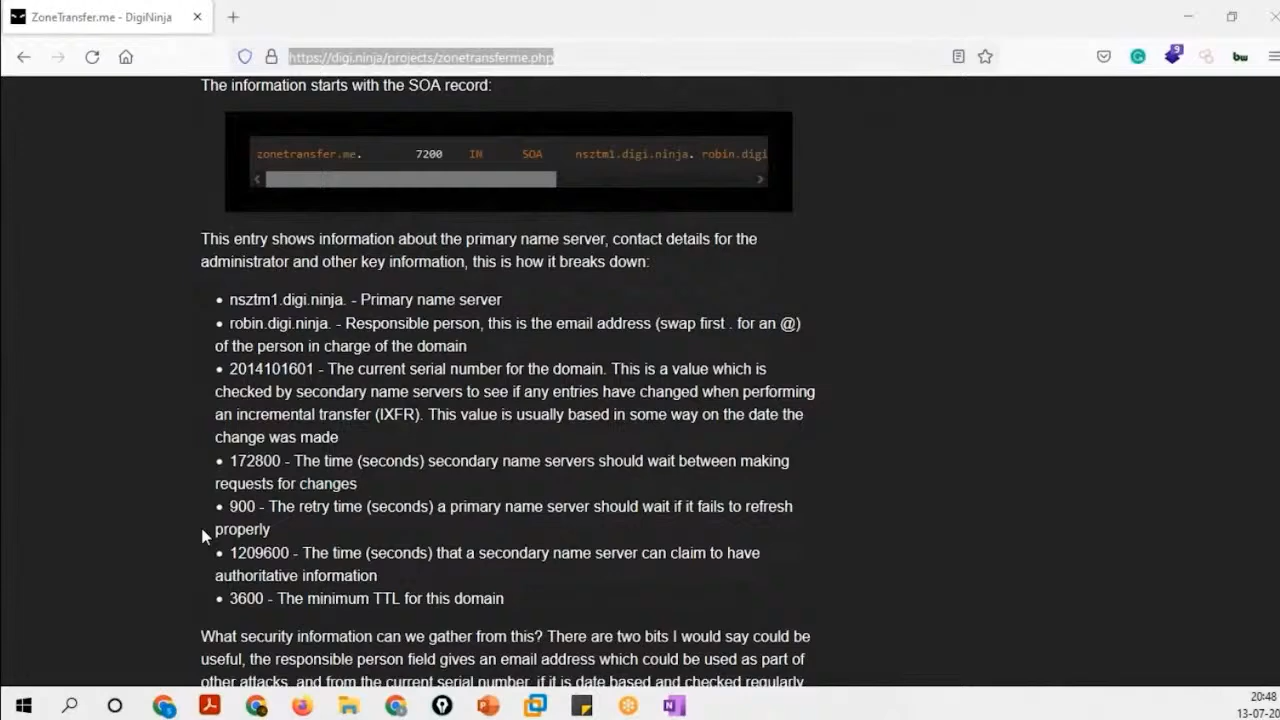 ZoneTransfer.me - DigiNinja
https://digi.ninja/projects/zonetransferme.php
9
bw
The information starts with the SOA record:
zonetransfer.me. 7200 IN SOA nsztm1.digi.ninja. robin.digi
This entry shows information about the primary name server, contact details for the
administrator and other key information, this is how it breaks down:
• nsztm1.digi.ninja. - Primary name server
• robin.digi.ninja. - Responsible person, this is the email address (swap first . for an @)
of the person in charge of the domain
• 2014101601 - The current serial number for the domain. This is a value which is
checked by secondary name servers to see if any entries have changed when performing
an incremental transfer (IXFR). This value is usually based in some way on the date the
change was made
• 172800 - The time (seconds) secondary name servers should wait between making
requests for changes
• 900 - The retry time (seconds) a primary name server should wait if it fails to refresh
properly
• 1209600 - The time (seconds) that a secondary name server can claim to have
authoritative information
• 3600 - The minimum TTL for this domain
What security information can we gather from this? There are two bits I would say could be
useful, the responsible person field gives an email address which could be used as part of
other attacks, and from the current serial number, if it is date based and checked regularly
20:48
13-07-20